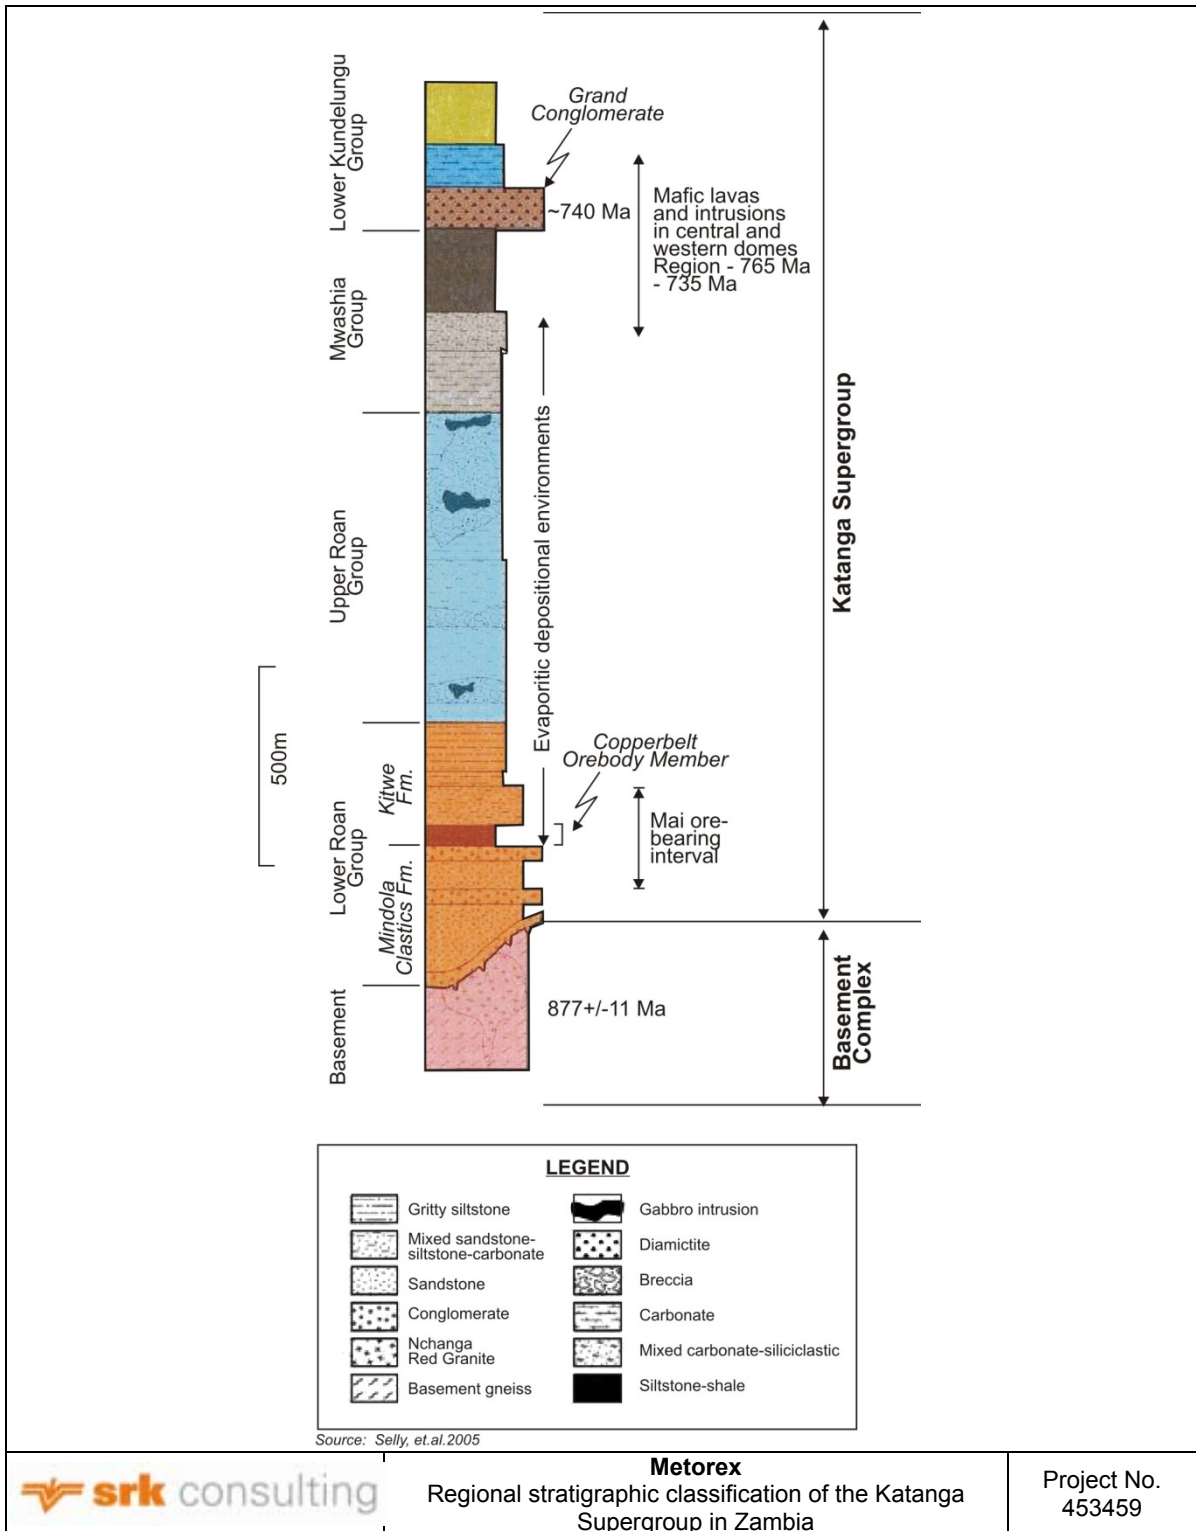 Lower Kundelungu
Group
Mwashia
Group
Upper Roan
Group
Lower Roan
Group
Basement
Kitwe
Fm.
Mindola
Clastics Fm.
500m
Grand
Conglomerate
~740 Ma
Mafic lavas
and intrusions
in central and
western domes
Region - 765 Ma
- 735 Ma
Evaporitic depositional environments
Copperbelt
Orebody Member
Mai ore-
bearing
interval
877+/-11 Ma
Katanga Supergroup
Basement
Complex
LEGEND
Gritty siltstone
Mixed sandstone-
siltstone-carbonate
Sandstone
Conglomerate
Nchanga
Red Granite
Basement gneiss
Gabbro intrusion
Diamictite
Breccia
Carbonate
Mixed carbonate-siliciclastic
Siltstone-shale
Source: Selly, et.al.2005
srk consulting
Metorex
Regional stratigraphic classification of the Katanga
Supergroup in Zambia
Project No.
453459